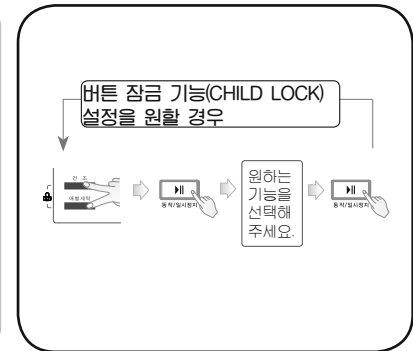 버튼 잠금 기능(CHILD LOCK)
설정을 원할 경우
건 조
예벌세탁
동작/일시정지
원하는
기능을
선택해
주세요.
동작/일시정지